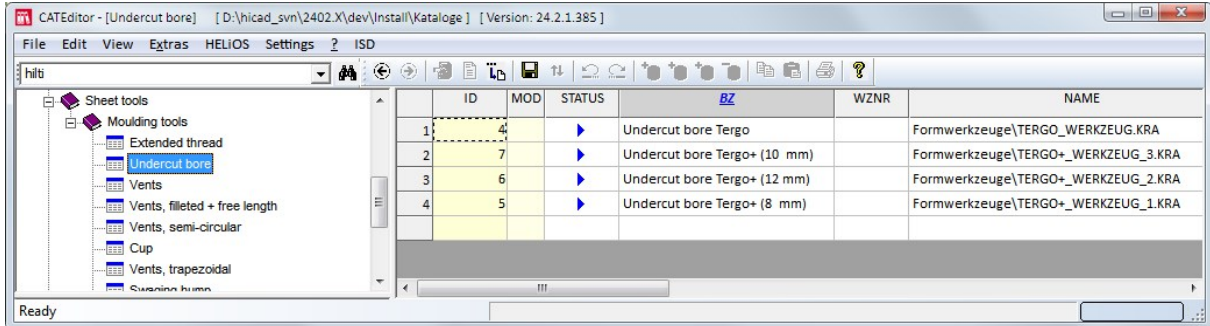 CATEditor - [Undercut bore] [ D:\hicad_svn\2402.X\dev\Install\Kataloge ] [ Version: 24.2.1.385 ]
File Edit View Extras HELiOS Settings ? ISD
hilti
Sheet tools
Moulding tools
Extended thread
Undercut bore
Vents
Vents, filleted + free length
Vents, semi-circular
Cup
Vents, trapezoidal
Swaging bump
ID MOD STATUS BZ WZNR NAME
1 4 Undercut bore Tergo Formwerkzeuge\TERGO_WERKZEUG.KRA
2 7 Undercut bore Tergo+ (10 mm) Formwerkzeuge\TERGO+_WERKZEUG_3.KRA
3 6 Undercut bore Tergo+ (12 mm) Formwerkzeuge\TERGO+_WERKZEUG_2.KRA
4 5 Undercut bore Tergo+ (8 mm) Formwerkzeuge\TERGO+_WERKZEUG_1.KRA
Ready